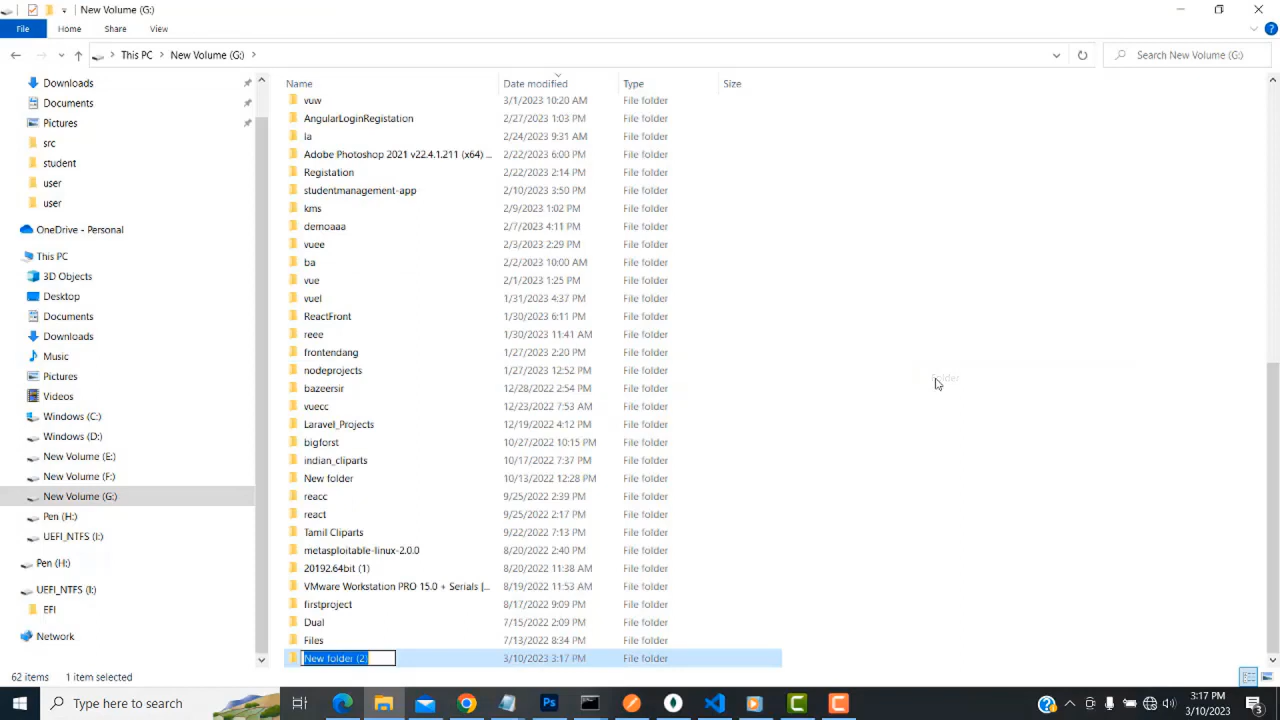 New Volume (G:)
File Home Share View
This PC New Volume (G:) Search New Volume (G:)
Name Date modified Type Size
Downloads
Documents
Pictures
src
student
user
user
OneDrive - Personal
This PC
3D Objects
Desktop
Documents
Downloads
Music
Pictures
Videos
Windows (C:)
Windows (D:)
New Volume (E:)
New Volume (F:)
New Volume (G:)
Pen (H:)
UEFI_NTFS (I:)
Pen (H:)
UEFI_NTFS (I:)
EFI
Network
vuw 3/1/2023 10:20 AM File folder
AngularLoginRegistation 2/27/2023 1:03 PM File folder
la 2/24/2023 9:31 AM File folder
Adobe Photoshop 2021 v22.4.1.211 (x64) ... 2/22/2023 6:00 PM File folder
Registation 2/22/2023 2:14 PM File folder
studentmanagement-app 2/10/2023 3:50 PM File folder
kms 2/9/2023 1:02 PM File folder
demoaaa 2/7/2023 4:11 PM File folder
vuee 2/3/2023 2:29 PM File folder
ba 2/2/2023 10:00 AM File folder
vue 2/1/2023 1:25 PM File folder
vuel 1/31/2023 4:37 PM File folder
ReactFront 1/30/2023 6:11 PM File folder
reee 1/30/2023 11:41 AM File folder
frontendang 1/27/2023 2:20 PM File folder
nodeprojects 1/27/2023 12:52 PM File folder
bazeersir 12/28/2022 2:54 PM File folder
vuecc 12/23/2022 7:53 AM File folder
Laravel_Projects 12/19/2022 4:12 PM File folder
bigforst 10/27/2022 10:15 PM File folder
indian_cliparts 10/17/2022 7:37 PM File folder
New folder 10/13/2022 12:28 PM File folder
reacc 9/25/2022 2:39 PM File folder
react 9/25/2022 2:17 PM File folder
Tamil Cliparts 9/22/2022 7:13 PM File folder
metasploitable-linux-2.0.0 8/20/2022 2:40 PM File folder
20192.64bit (1) 8/20/2022 11:38 AM File folder
VMware Workstation PRO 15.0 + Serials |... 8/19/2022 11:53 AM File folder
firstproject 8/17/2022 9:09 PM File folder
Dual 7/15/2022 2:09 PM File folder
Files 7/13/2022 8:34 PM File folder
New folder (2) 3/10/2023 3:17 PM File folder
Folder
62 items 1 item selected
Type here to search
3:17 PM
3/10/2023
3